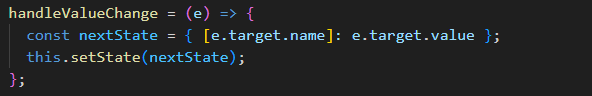 handleValueChange = (e) => {
  const nextState = { [e.target.name]: e.target.value };
  this.setState(nextState);
};